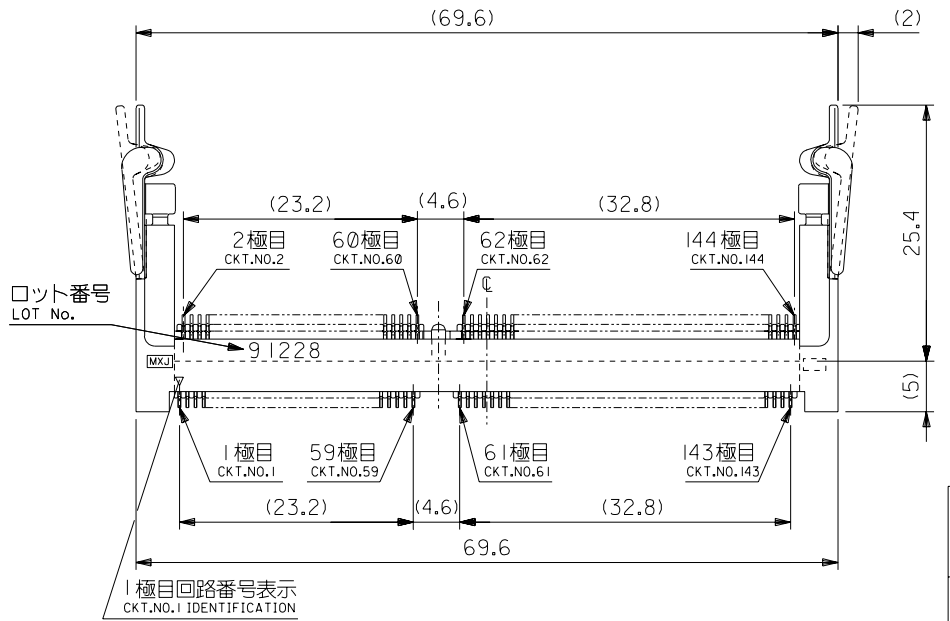 (69.6)
(2)
(23.2)
(4.6)
(32.8)
2極目
CKT.NO.2
60極目
CKT.NO.60
62極目
CKT.NO.62
144極目
CKT.NO.144
25.4
ロット番号
LOT No.
91228
MXJ
(5)
1極目
CKT.NO.1
59極目
CKT.NO.59
61極目
CKT.NO.61
143極目
CKT.NO.143
(23.2)
(4.6)
(32.8)
69.6
1極目回路番号表示
CKT.NO.1 IDENTIFICATION